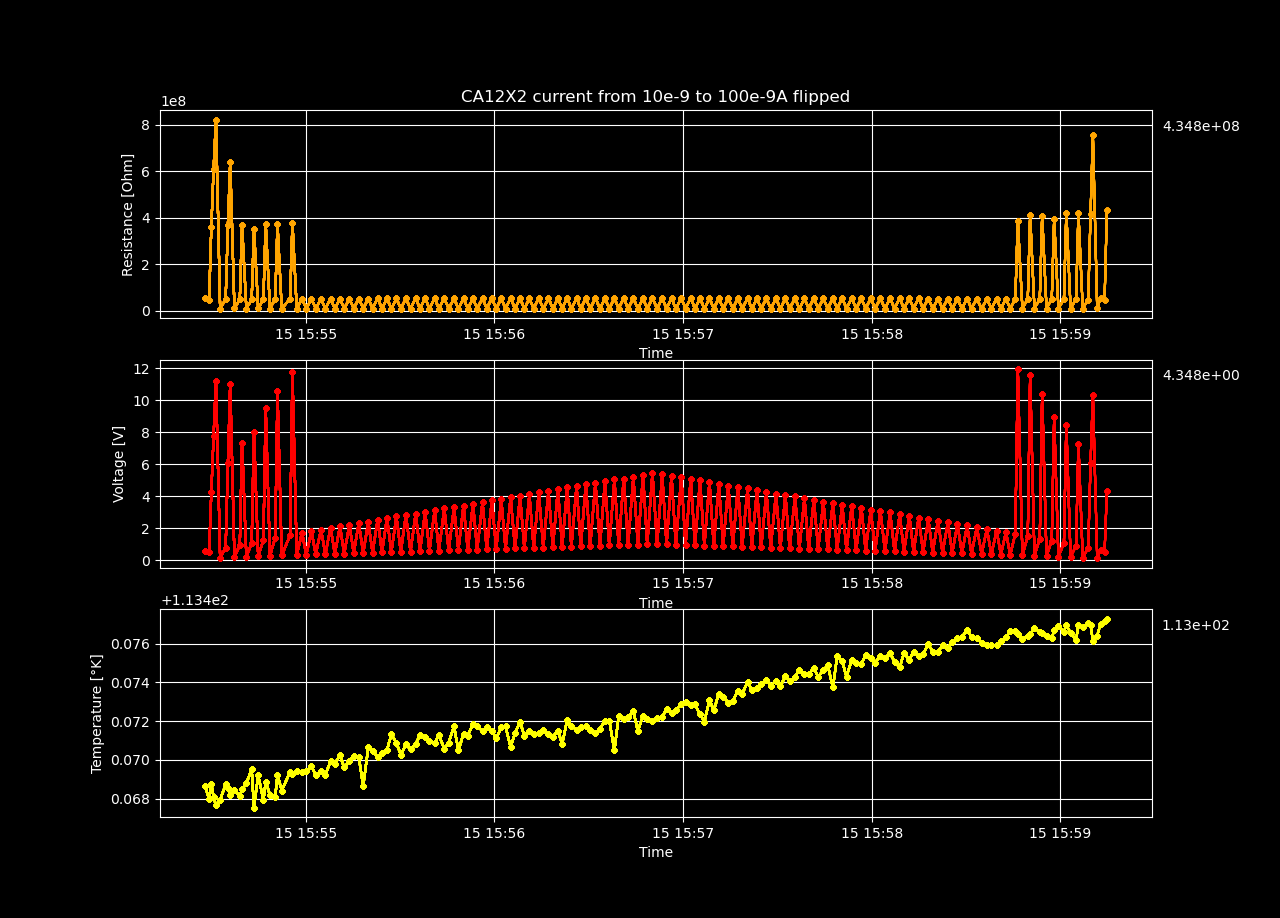 CA12X2 current from 10e-9 to 100e-9A flipped
1e8
4.348e+08
8
6
4
2
0
Resistance [Ohm]
15 15:55 15 15:56 15 15:57 15 15:58 15 15:59
Time
4.348e+00
12
10
8
6
4
2
0
Voltage [V]
15 15:55 15 15:56 15 15:57 15 15:58 15 15:59
Time
+1.134e2
1.13e+02
0.076
0.074
0.072
0.070
0.068
Temperature [°K]
15 15:55 15 15:56 15 15:57 15 15:58 15 15:59
Time